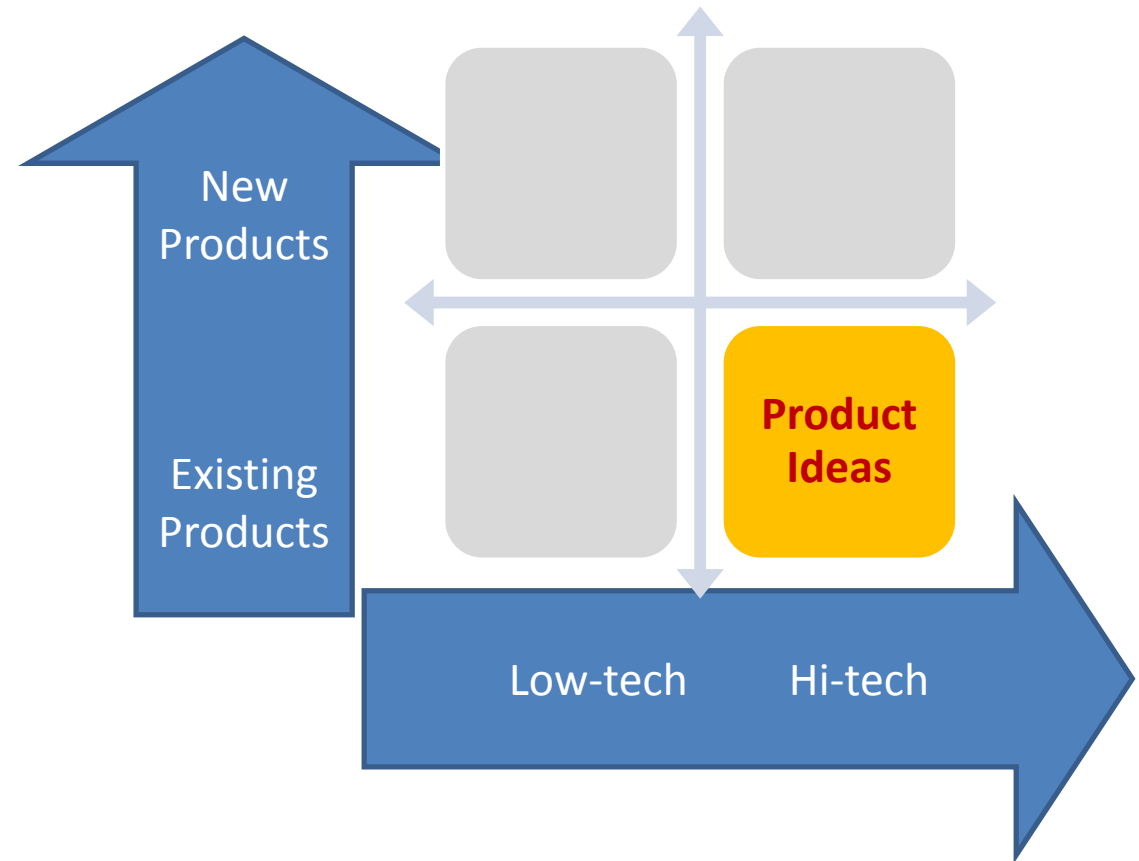 New
Products
Existing
Products
Product
Ideas
Low-tech
Hi-tech